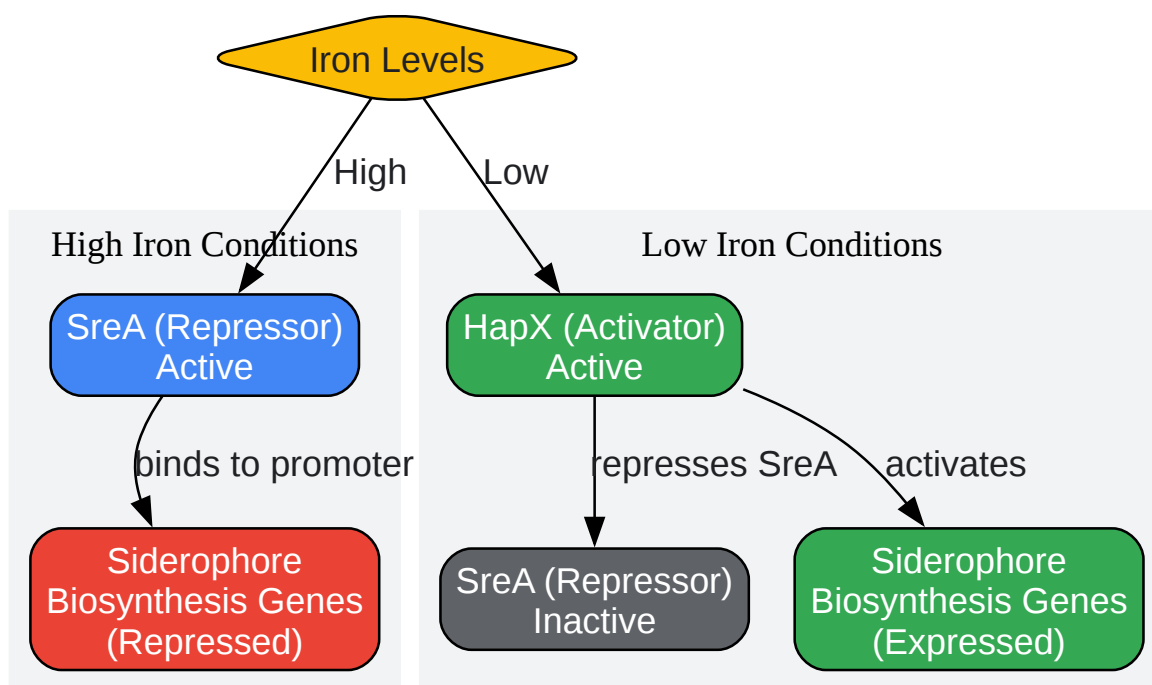 Iron Levels
High
Low
High Iron Conditions
Low Iron Conditions
SreA (Repressor)
Active
HapX (Activator)
Active
binds to promoter
represses SreA
activates
Siderophore
Biosynthesis Genes
(Repressed)
SreA (Repressor)
Inactive
Siderophore
Biosynthesis Genes
(Expressed)